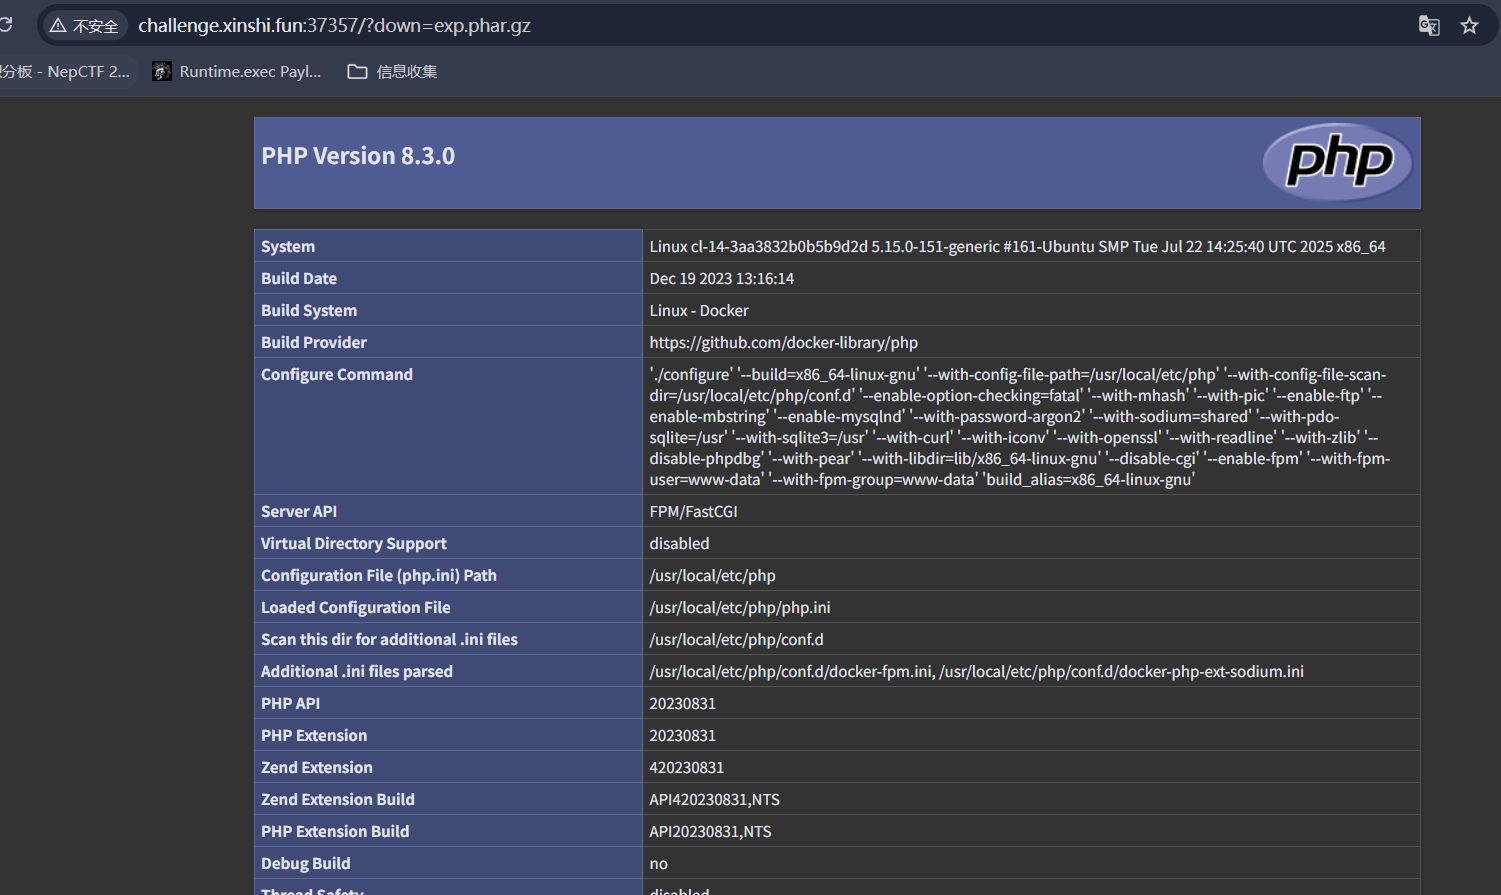 不安全 challenge.xinshi.fun:37357/?down=exp.phar.gz
分板 - NepCTF 2... Runtime.exec Payl... 信息收集
PHP Version 8.3.0
php
System Linux cl-14-3aa3832b0b5b9d2d 5.15.0-151-generic #161-Ubuntu SMP Tue Jul 22 14:25:40 UTC 2025 x86_64
Build Date Dec 19 2023 13:16:14
Build System Linux - Docker
Build Provider https://github.com/docker-library/php
Configure Command './configure' '--build=x86_64-linux-gnu' '--with-config-file-path=/usr/local/etc/php' '--with-config-file-scan-
dir=/usr/local/etc/php/conf.d' '--enable-option-checking=fatal' '--with-mhash' '--with-pic' '--enable-ftp' '--
enable-mbstring' '--enable-mysqlnd' '--with-password-argon2' '--with-sodium=shared' '--with-pdo-
sqlite=/usr' '--with-sqlite3=/usr' '--with-curl' '--with-iconv' '--with-openssl' '--with-readline' '--with-zlib' '--
disable-phpdbg' '--with-pear' '--with-libdir=lib/x86_64-linux-gnu' '--disable-cgi' '--enable-fpm' '--with-fpm-
user=www-data' '--with-fpm-group=www-data' 'build_alias=x86_64-linux-gnu'
Server API FPM/FastCGI
Virtual Directory Support disabled
Configuration File (php.ini) Path /usr/local/etc/php
Loaded Configuration File /usr/local/etc/php/php.ini
Scan this dir for additional .ini files /usr/local/etc/php/conf.d
Additional .ini files parsed /usr/local/etc/php/conf.d/docker-fpm.ini, /usr/local/etc/php/conf.d/docker-php-ext-sodium.ini
PHP API 20230831
PHP Extension 20230831
Zend Extension 420230831
Zend Extension Build API420230831,NTS
PHP Extension Build API20230831,NTS
Debug Build no
Thread Safety disabled